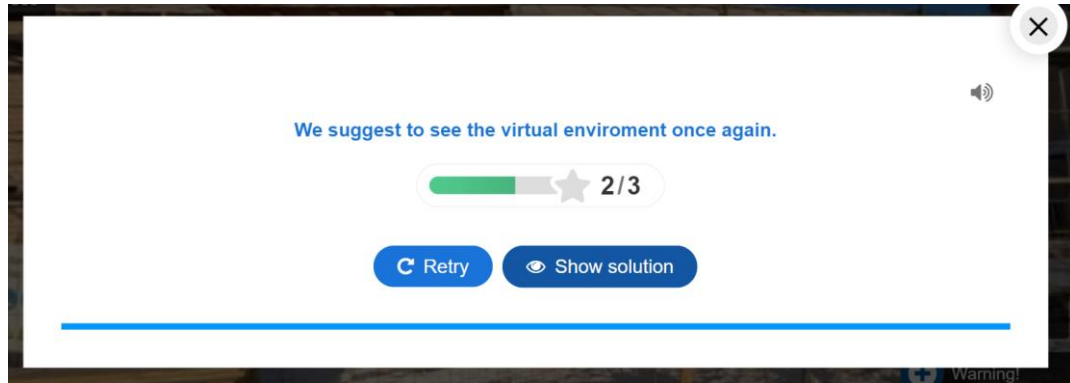 We suggest to see the virtual enviroment once again.
2/3
Retry
Show solution
Warning!